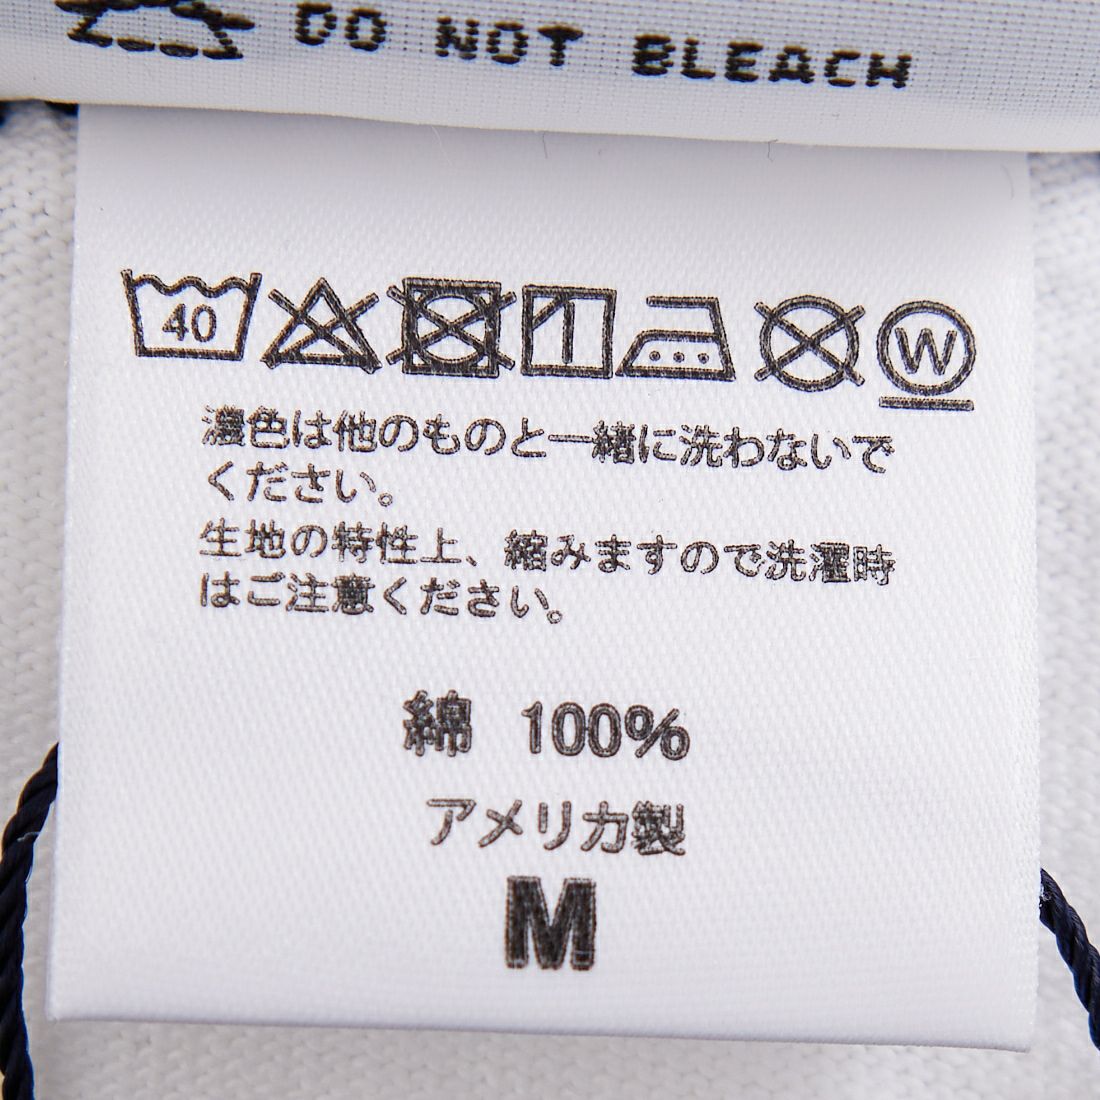 DO NOT BLEACH
40
W
濃色は他のものと一緒に洗わないで
ください。
生地の特性上、縮みますので洗濯時
はご注意ください。
綿 100%
アメリカ製
M